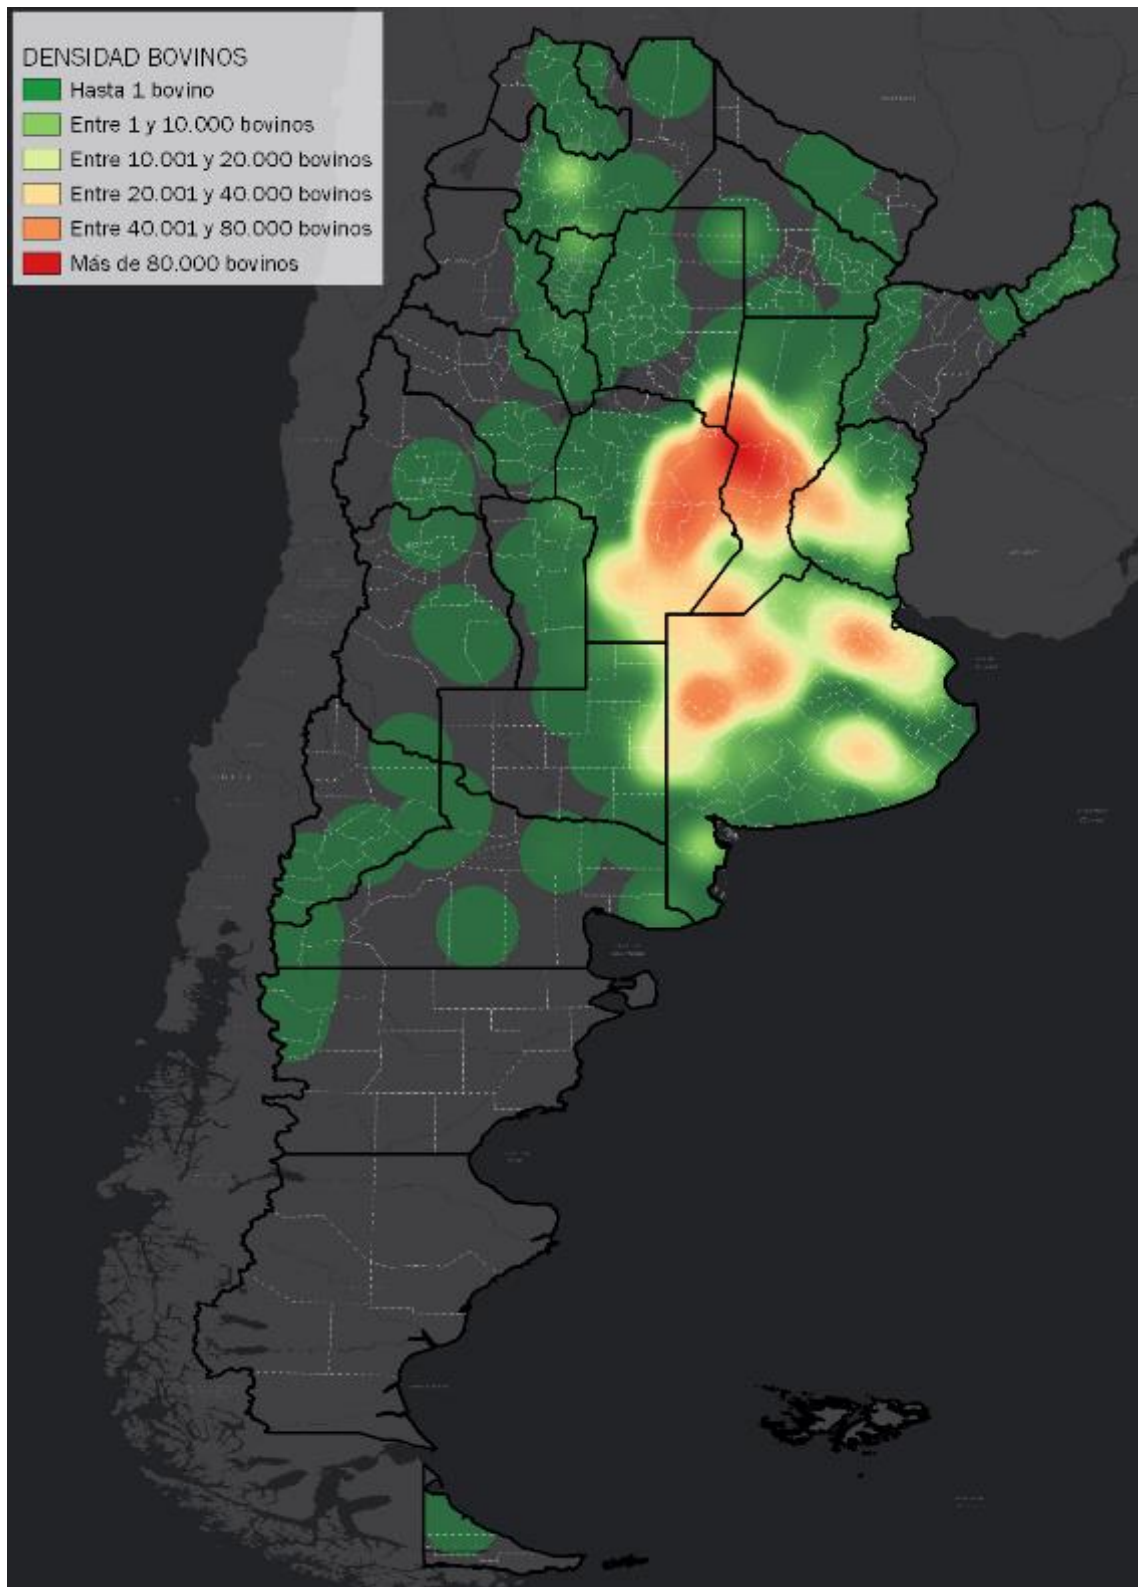 DENSIDAD BOVINOS
Hasta 1 bovino
Entre 1 y 10.000 bovinos
Entre 10.001 y 20.000 bovinos
Entre 20.001 y 40.000 bovinos
Entre 40.001 y 80.000 bovinos
Más de 80.000 bovinos